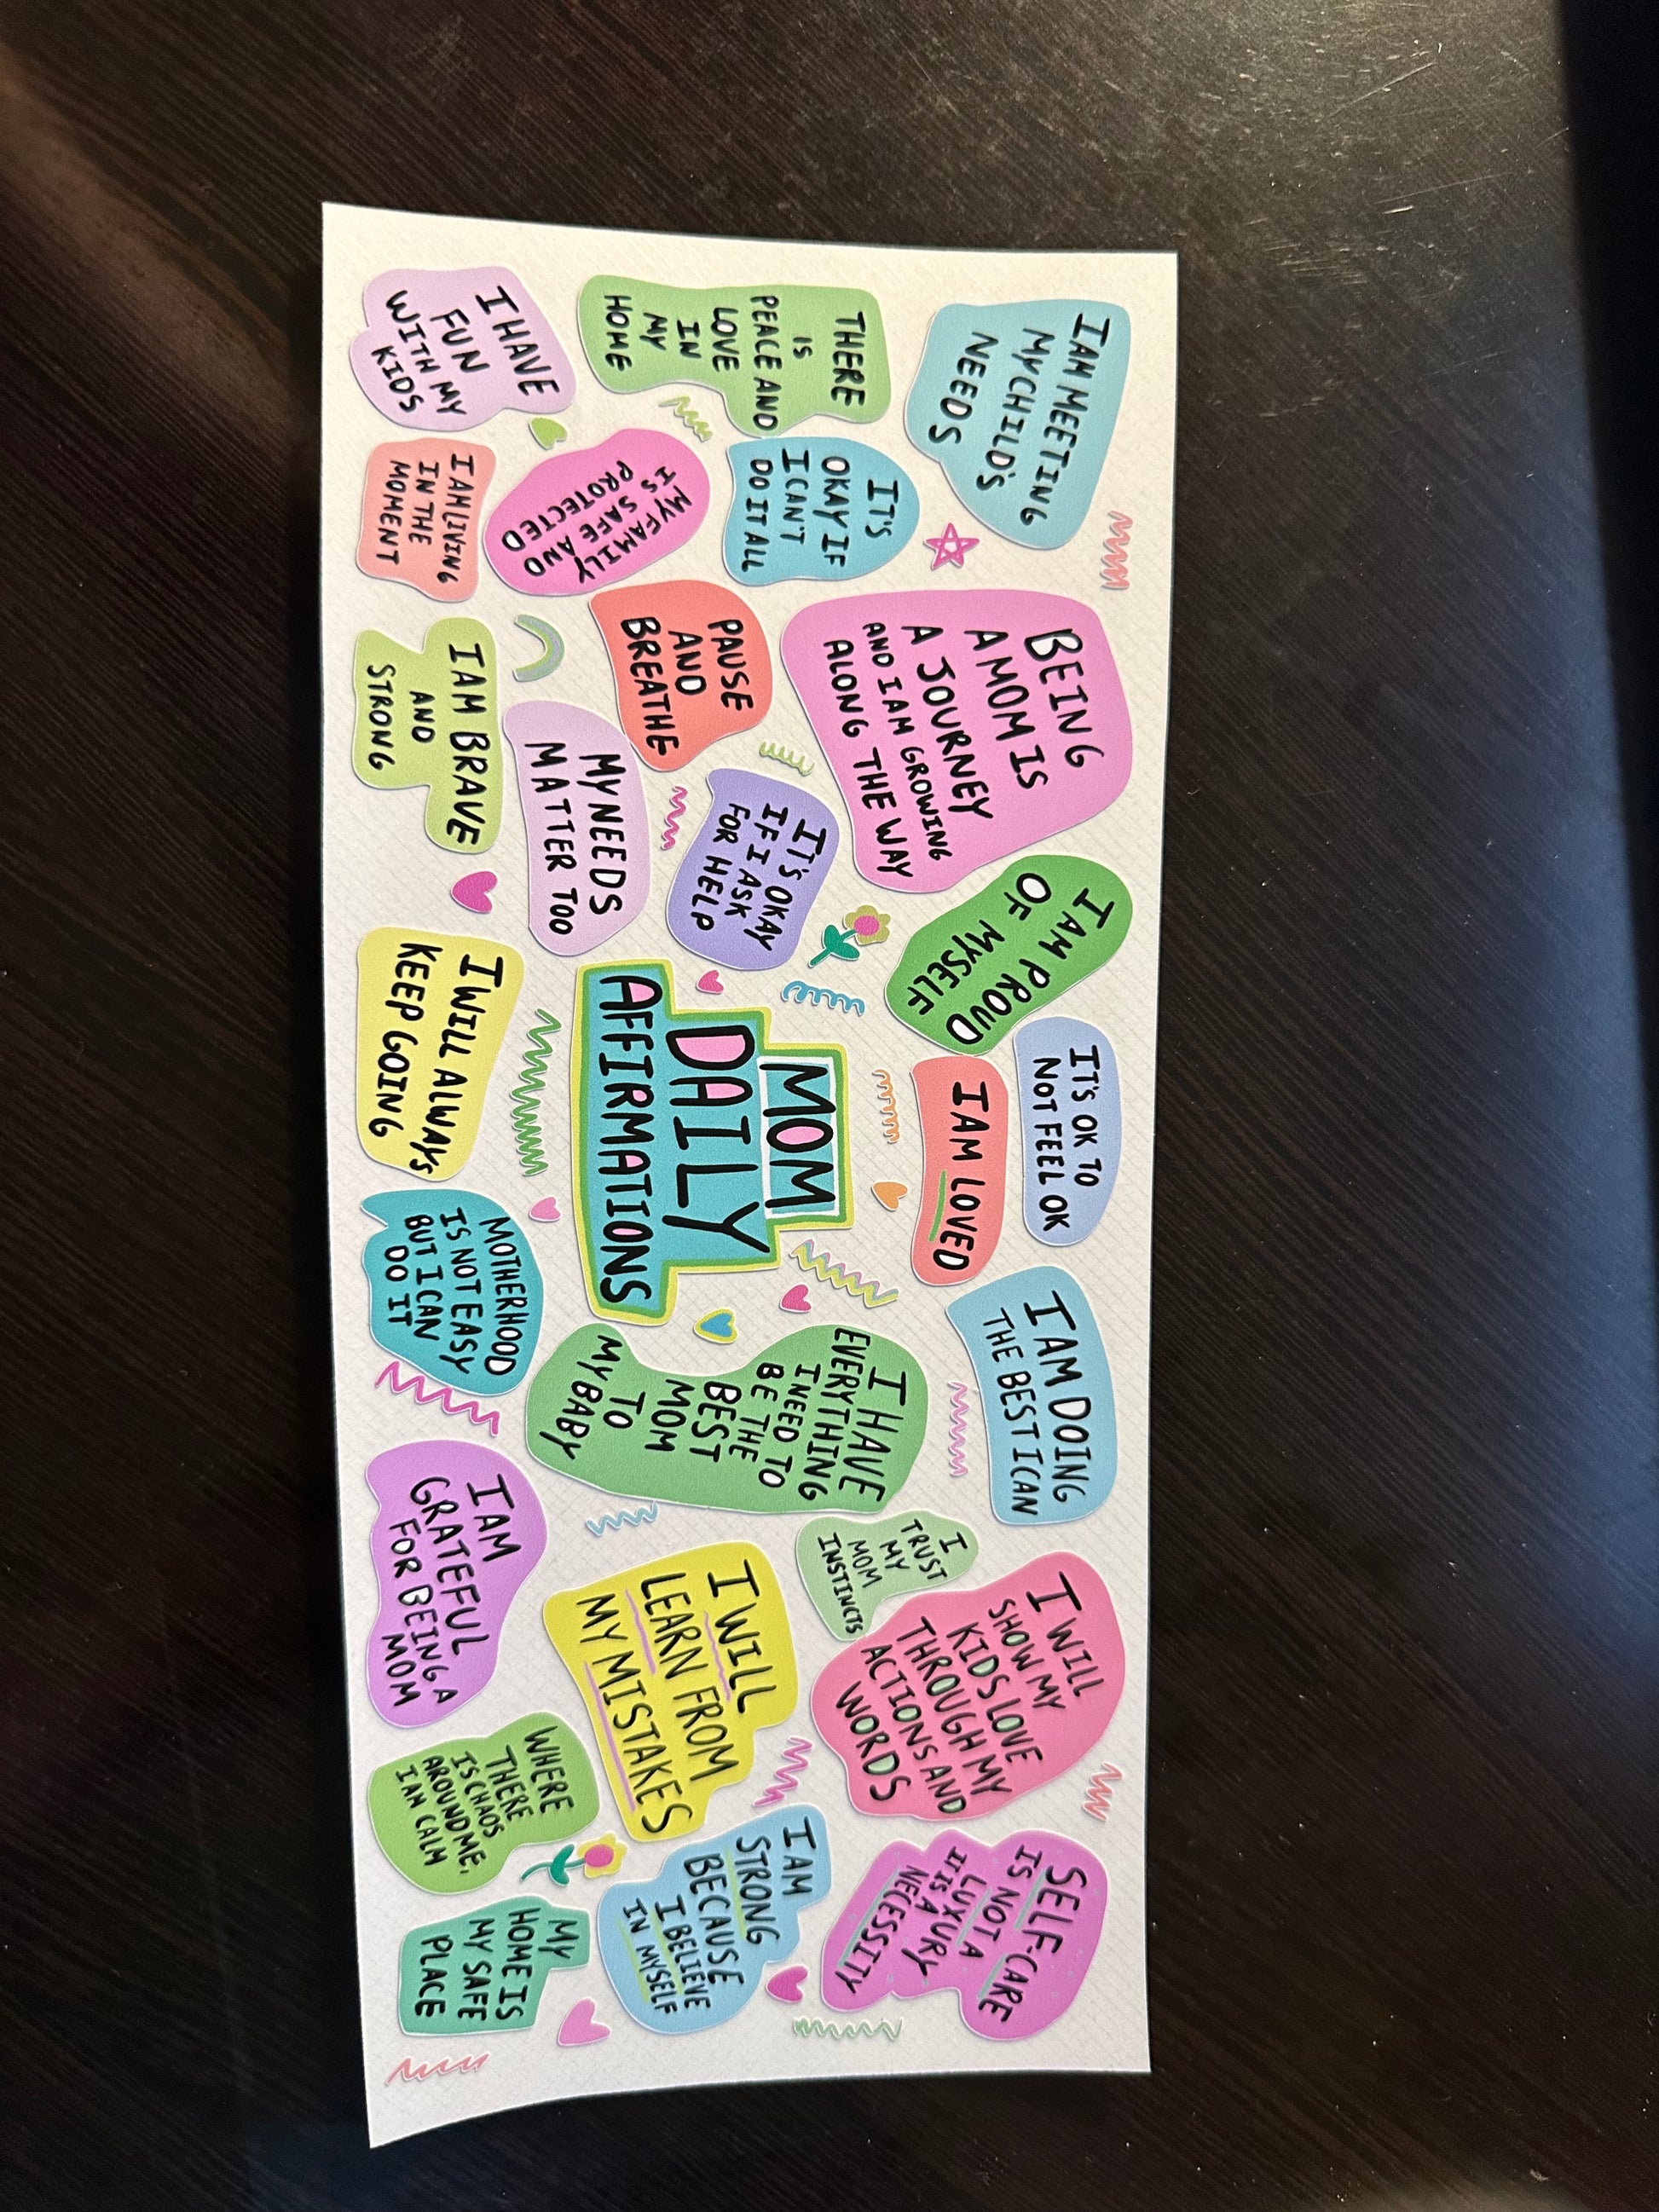 I AM MEETING
MY CHILD'S
NEEDS
THERE
IS
PEACE AND
LOVE
IN
MY
HOME
I HAVE
FUN
WITH MY
KIDS
IT'S
OKAY IF
I CAN'T
DO IT ALL
MY FAMILY
IS SAFE AND
PROTECTED
I AM LIVING
IN THE
MOMENT
BEING
A MOM IS
A JOURNEY
AND I AM GROWING
ALONG THE WAY
PAUSE
AND
BREATHE
I AM BRAVE
AND
STRONG
MY NEEDS
MATTER TOO
IT'S OKAY
IF I ASK
FOR HELP
I AM PROUD
OF MYSELF
IT'S OK TO
NOT FEEL OK
I AM LOVED
MOM
DAILY
AFFIRMATIONS
I WILL ALWAYS
KEEP GOING
MOTHERHOOD
IS NOT EASY
BUT I CAN
DO IT
I AM DOING
THE BEST I CAN
I HAVE
EVERYTHING
I NEED TO
BE THE
BEST
MOM
TO
MY BABY
I AM
GRATEFUL
FOR BEING A
MOM
I
TRUST
MY
MOM
INSTINCTS
I WILL
SHOW MY
KIDS LOVE
THROUGH MY
ACTIONS AND
WORDS
I WILL
LEARN FROM
MY MISTAKES
WHERE
THERE
IS CHAOS
AROUND ME,
I AM CALM
SELF-CARE
IS NOT A
LUXURY
IT IS A
NECESSITY
I AM
STRONG
BECAUSE
I BELIEVE
IN MYSELF
MY
HOME IS
MY SAFE
PLACE